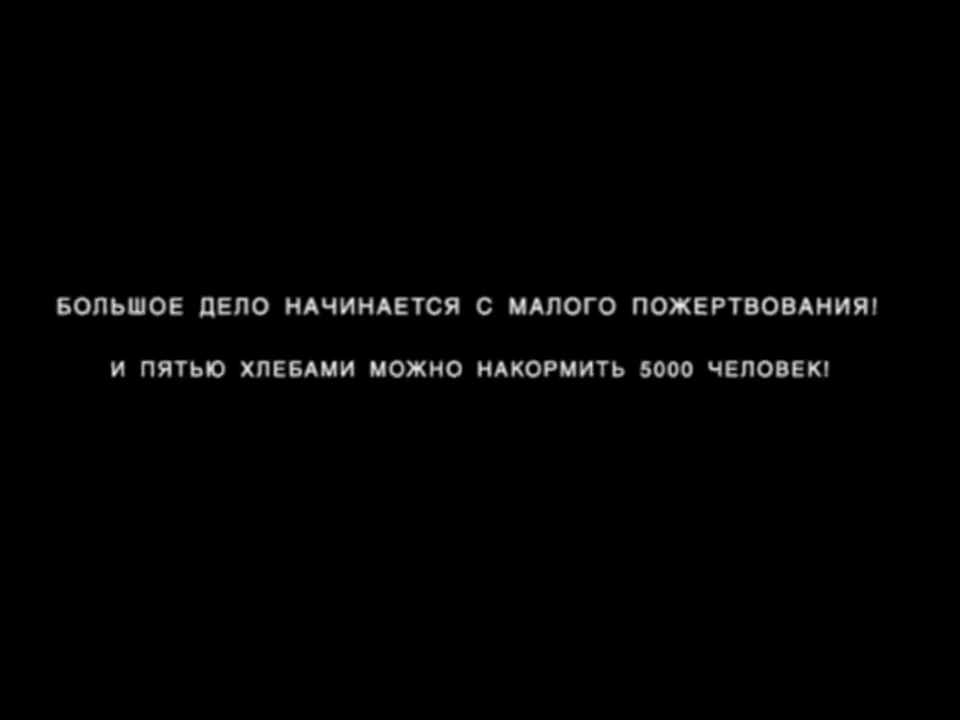 БОЛЬШОЕ ДЕЛО НАЧИНАЕТСЯ С МАЛОГО ПОЖЕРТВОВАНИЯ!
И ПЯТЬЮ ХЛЕБАМИ МОЖНО НАКОРМИТЬ 5000 ЧЕЛОВЕК!